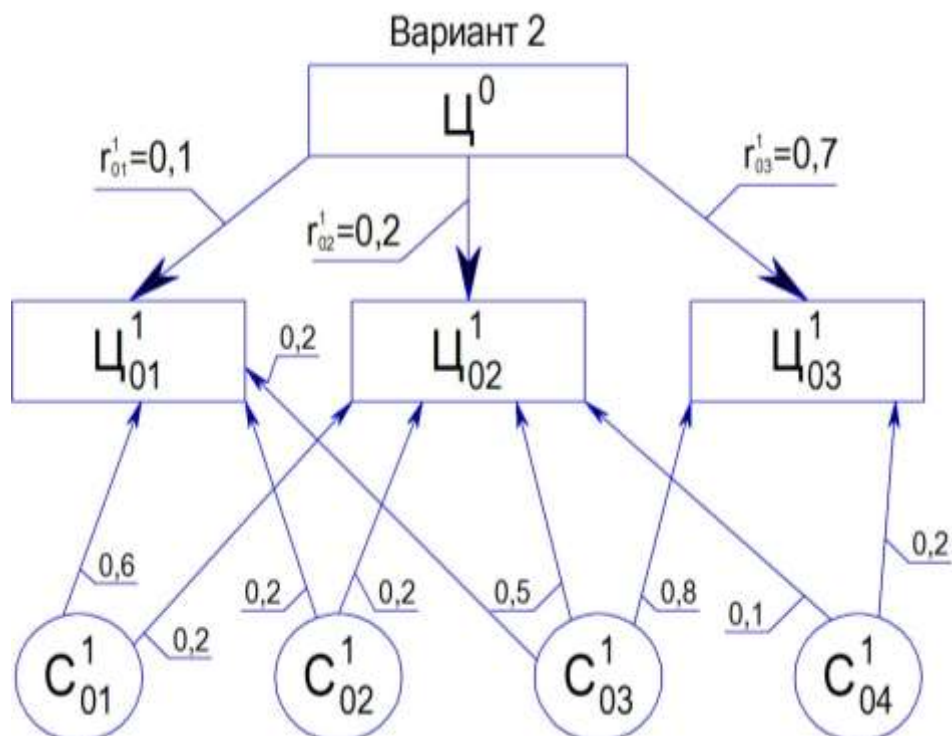 Вариант 2
Ц⁰
r¹₀₁=0,1
r¹₀₃=0,7
r¹₀₂=0,2
Ц¹₀₁
0,2
Ц¹₀₂
Ц¹₀₃
0,6
0,2
0,2
0,2
0,5
0,8
0,1
0,2
С¹₀₁
С¹₀₂
С¹₀₃
С¹₀₄